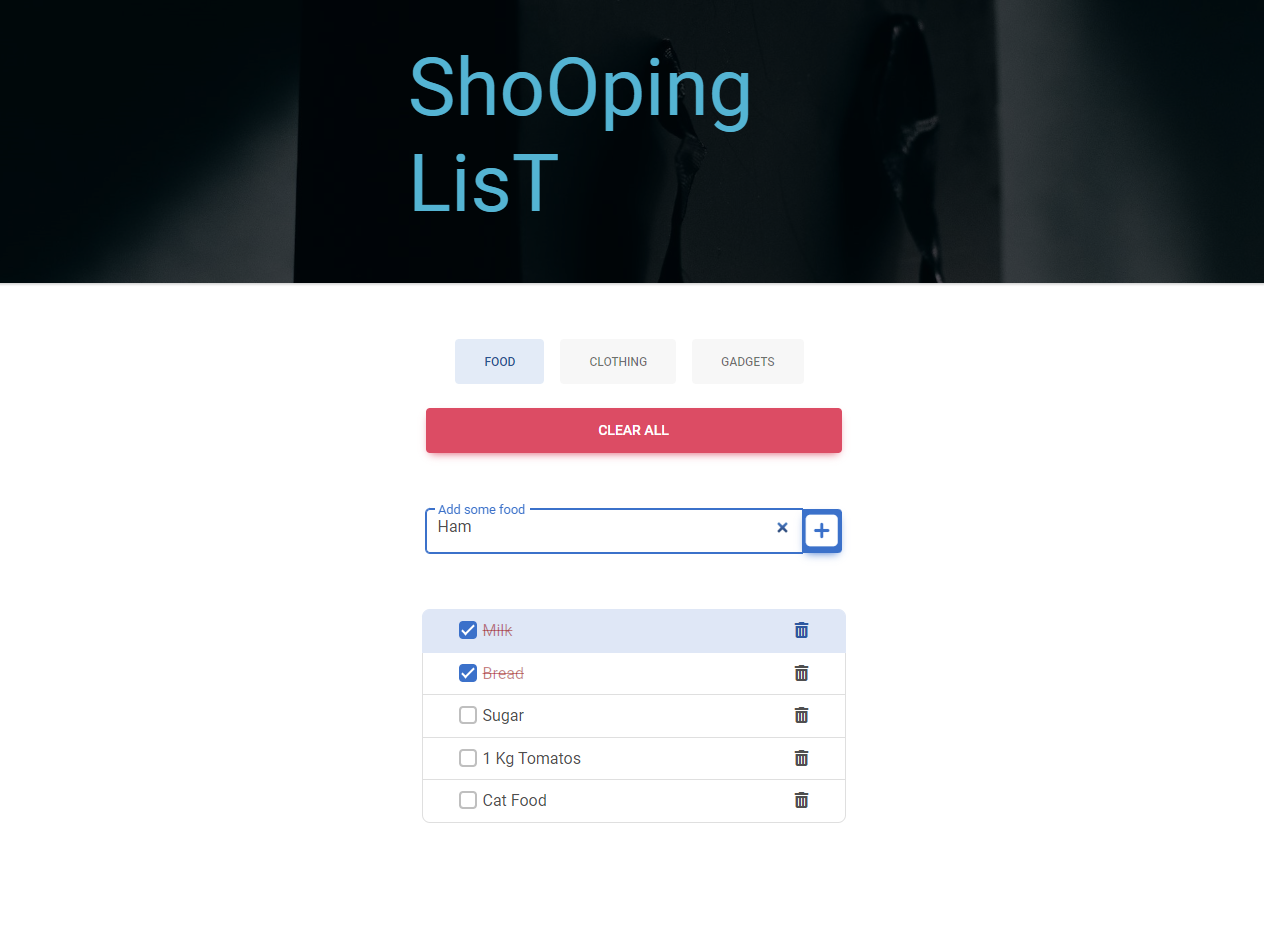 ShoOping
LisT
FOOD CLOTHING GADGETS
CLEAR ALL
Add some food
Ham
Milk
Bread
Sugar
1 Kg Tomatos
Cat Food